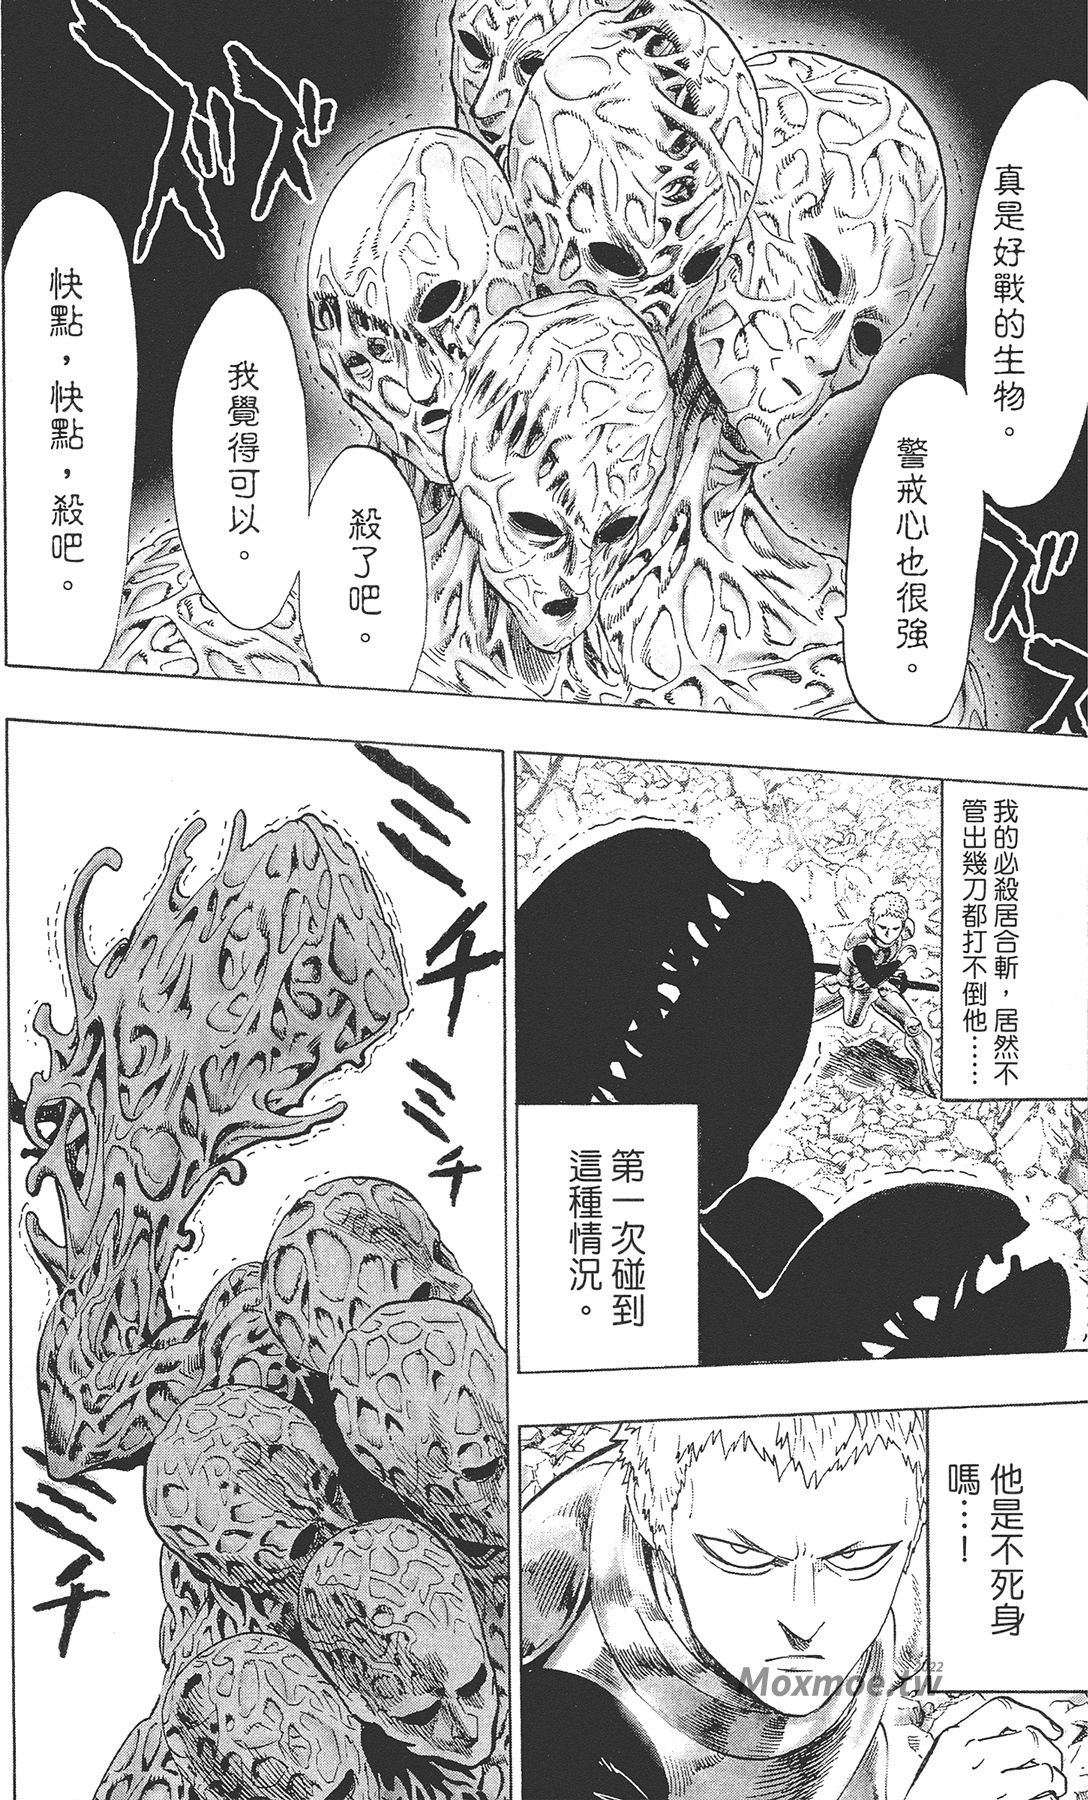 真是好戰的生物。
警戒心也很強。
殺了吧。
我覺得可以。
快點，快點，殺吧。
ズズ
ズズ
我的必殺居合斬，居然不
管出幾刀都打不倒他……
第一次碰到
這種情況。
他是不死身
嗎…！
ミチ
ミチ
ミチ
122
Moxmoe.tw